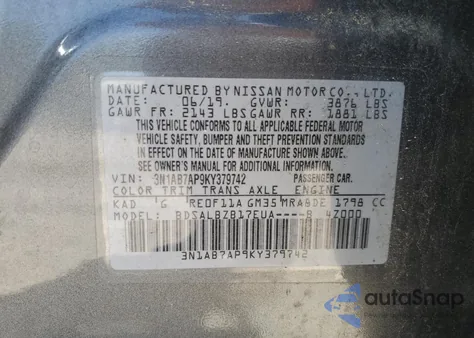 MANUFACTURED BY NISSAN MOTOR CO., LTD.
DATE: 06/19. GVWR: 3876 LBS
GAWR FR: 2143 LBS GAWR RR: 1881 LBS
THIS VEHICLE CONFORMS TO ALL APPLICABLE FEDERAL MOTOR
VEHICLE SAFETY, BUMPER AND THEFT PREVENTION STANDARDS
IN EFFECT ON THE DATE OF MANUFACTURE SHOWN ABOVE.
SEE OWNER'S MANUAL FOR ADDITIONAL INFORMATION.
VIN: 3N1AB7AP9KY379742 PASSENGER CAR.
COLOR TRIM TRANS AXLE ENGINE
KAD G RE0F11A GM35 MRA8DE 1798 CC
MODEL: BDSALBZB17EUA----B 4Z000
3N1AB7AP9KY379742
autoSnap